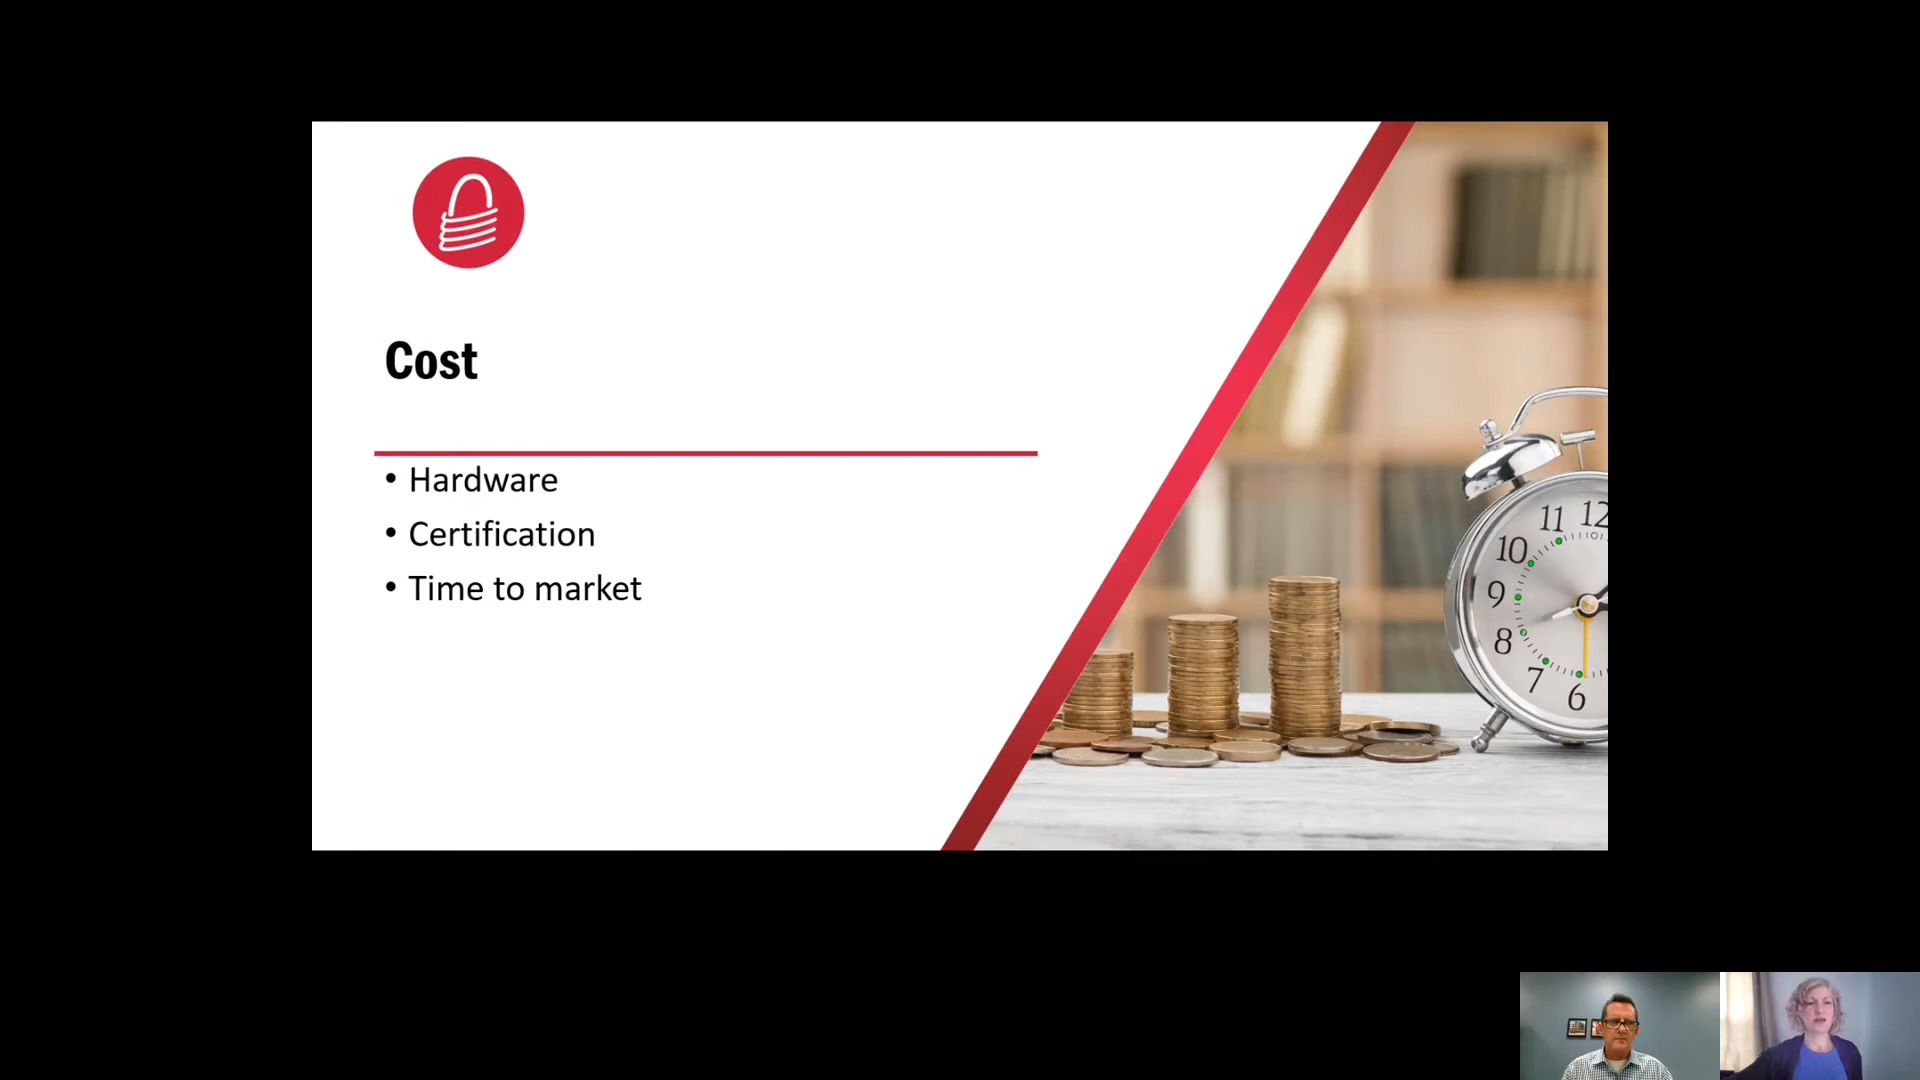 Cost
• Hardware
• Certification
• Time to market
11 12
10
9
8
7
6